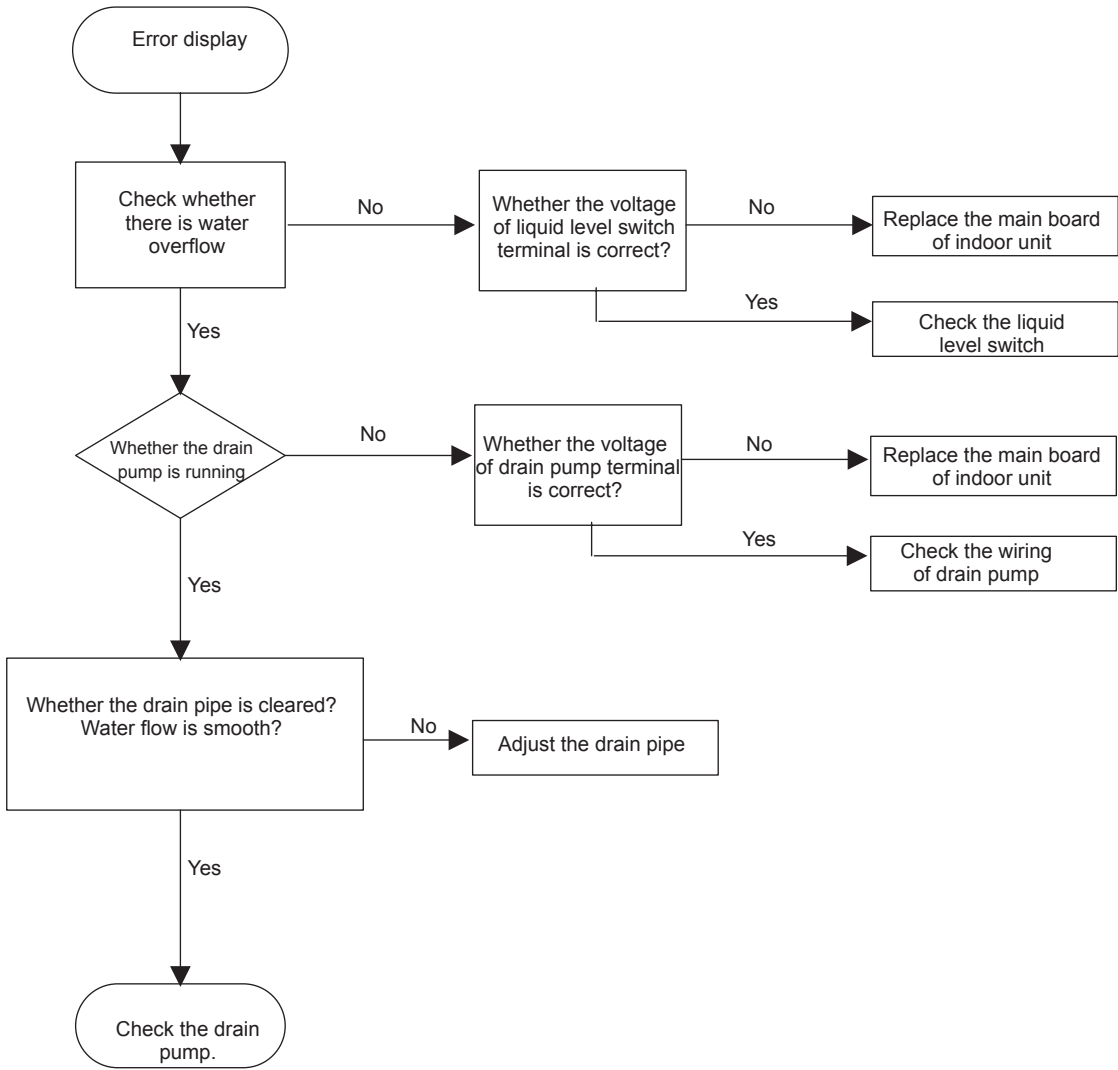 Error display
Check whether
there is water
overflow
No
Whether the voltage
of liquid level switch
terminal is correct?
No
Replace the main board
of indoor unit
Yes
Check the liquid
level switch
Yes
Whether the drain
pump is running
No
Whether the voltage
of drain pump terminal
is correct?
No
Replace the main board
of indoor unit
Yes
Check the wiring
of drain pump
Yes
Whether the drain pipe is cleared?
Water flow is smooth?
No
Adjust the drain pipe
Yes
Check the drain
pump.